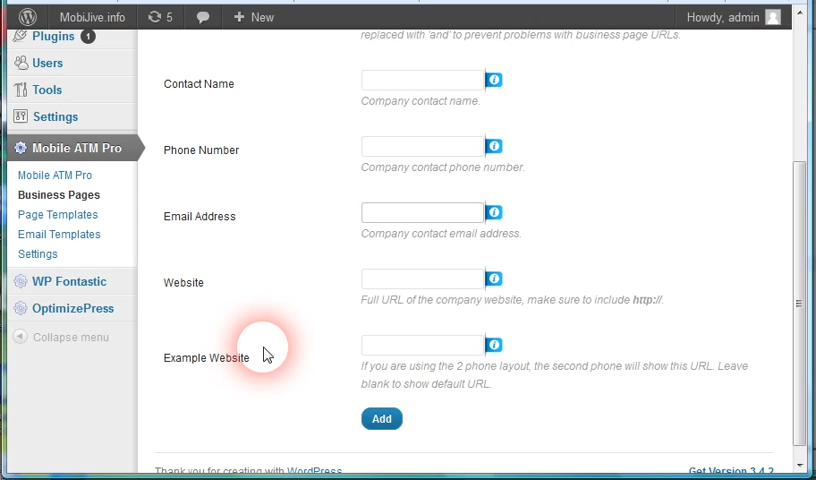 MobiJive.info
5
New
Howdy, admin
Plugins 1
Users
Tools
Settings
Mobile ATM Pro
Mobile ATM Pro
Business Pages
Page Templates
Email Templates
Settings
WP Fontastic
OptimizePress
Collapse menu
replaced with 'and' to prevent problems with business page URLs.
Contact Name
Company contact name.
Phone Number
Company contact phone number.
Email Address
Company contact email address.
Website
Full URL of the company website, make sure to include http://.
Example Website
If you are using the 2 phone layout, the second phone will show this URL. Leave
blank to show default URL.
Add
Thank you for creating with WordPress
Get Version 3.4.2